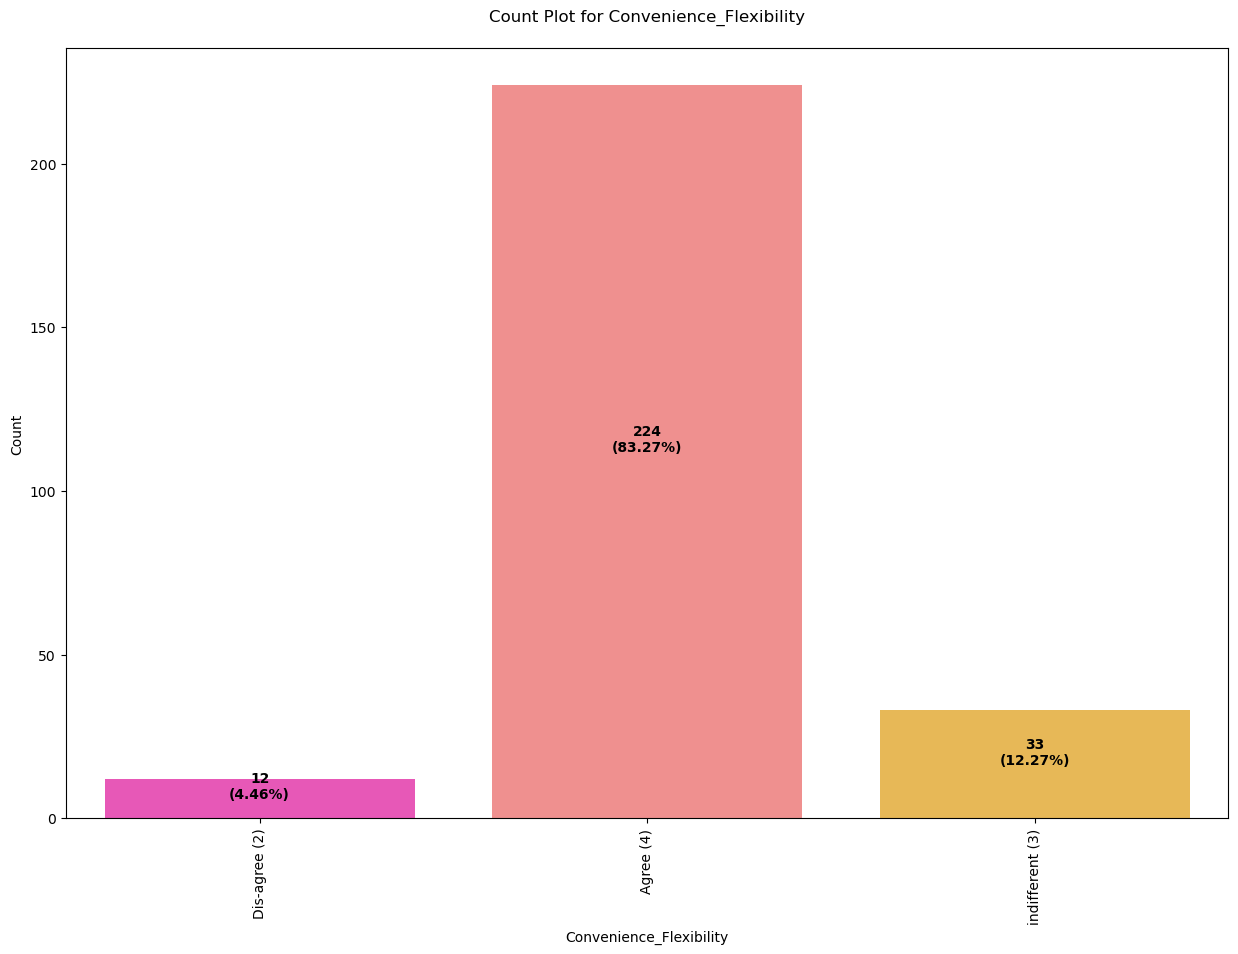 Count Plot for Convenience_Flexibility
Count
200
150
100
50
0
224
(83.27%)
33
(12.27%)
12
(4.46%)
Dis-agree (2)
Agree (4)
indifferent (3)
Convenience_Flexibility